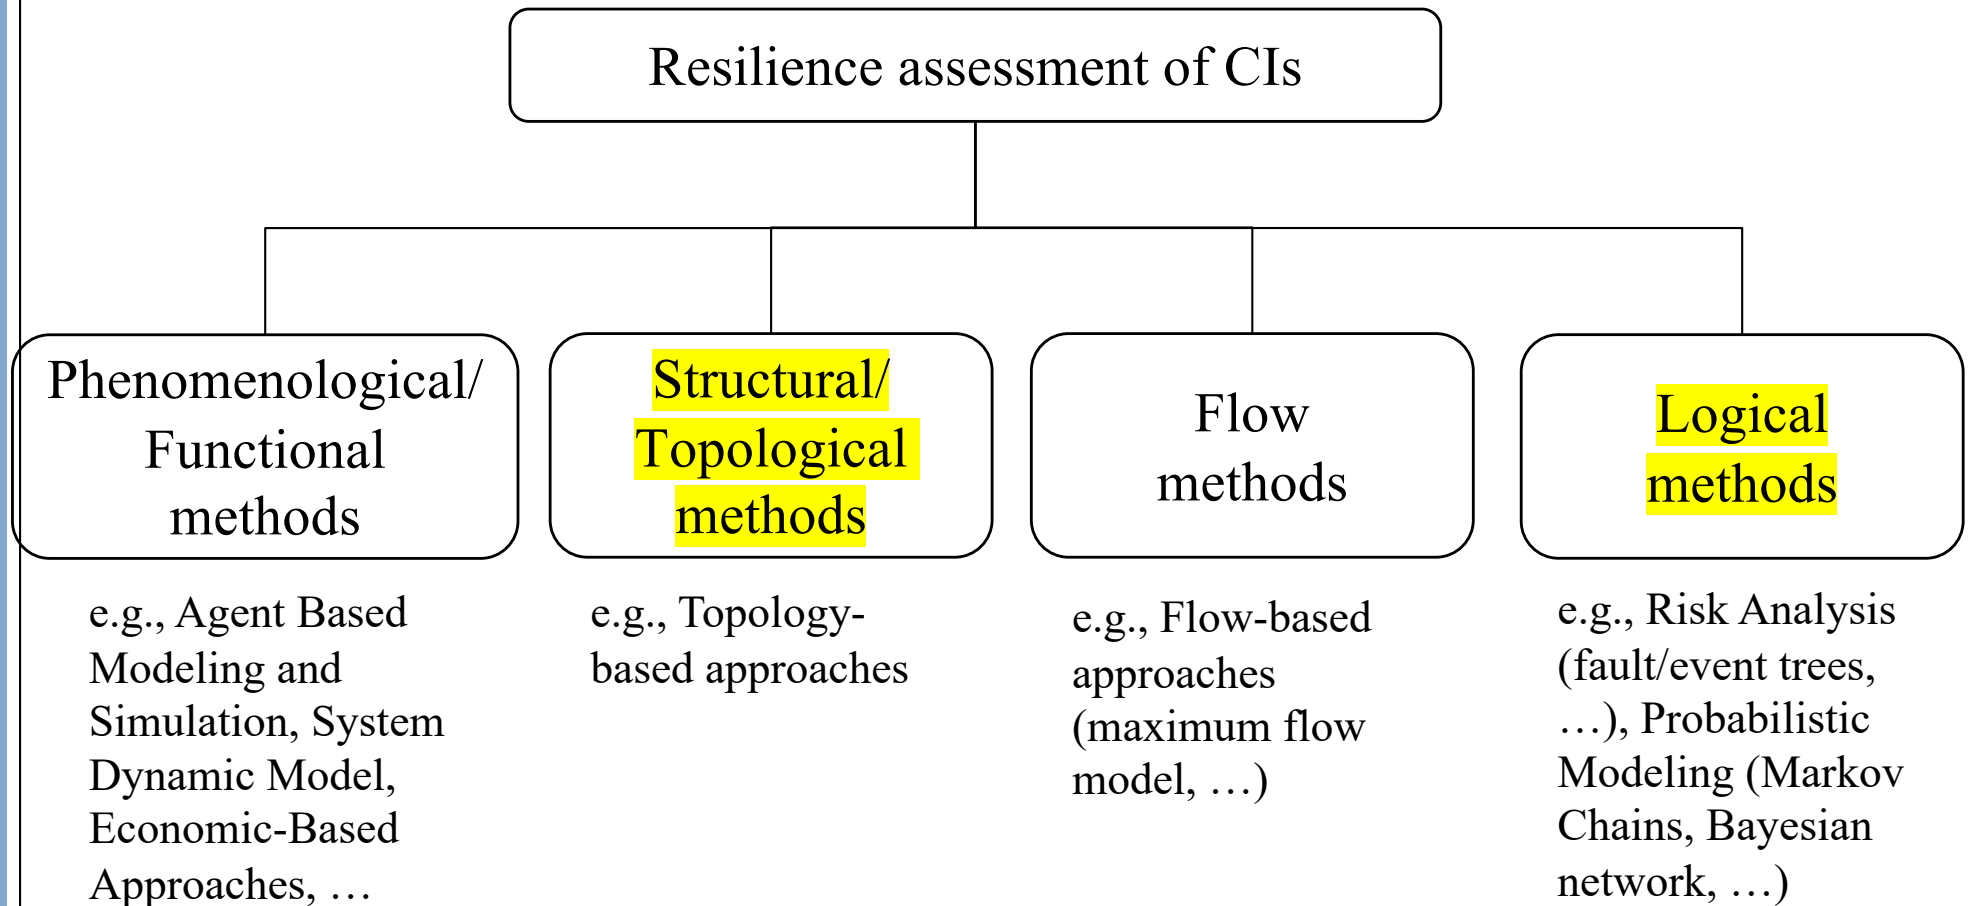 Resilience assessment of CIs
Phenomenological/
Functional
methods
Structural/
Topological
methods
Flow
methods
Logical
methods
e.g., Agent Based
Modeling and
Simulation, System
Dynamic Model,
Economic-Based
Approaches, …
e.g., Topology-
based approaches
e.g., Flow-based
approaches
(maximum flow
model, …)
e.g., Risk Analysis
(fault/event trees,
…), Probabilistic
Modeling (Markov
Chains, Bayesian
network, …)